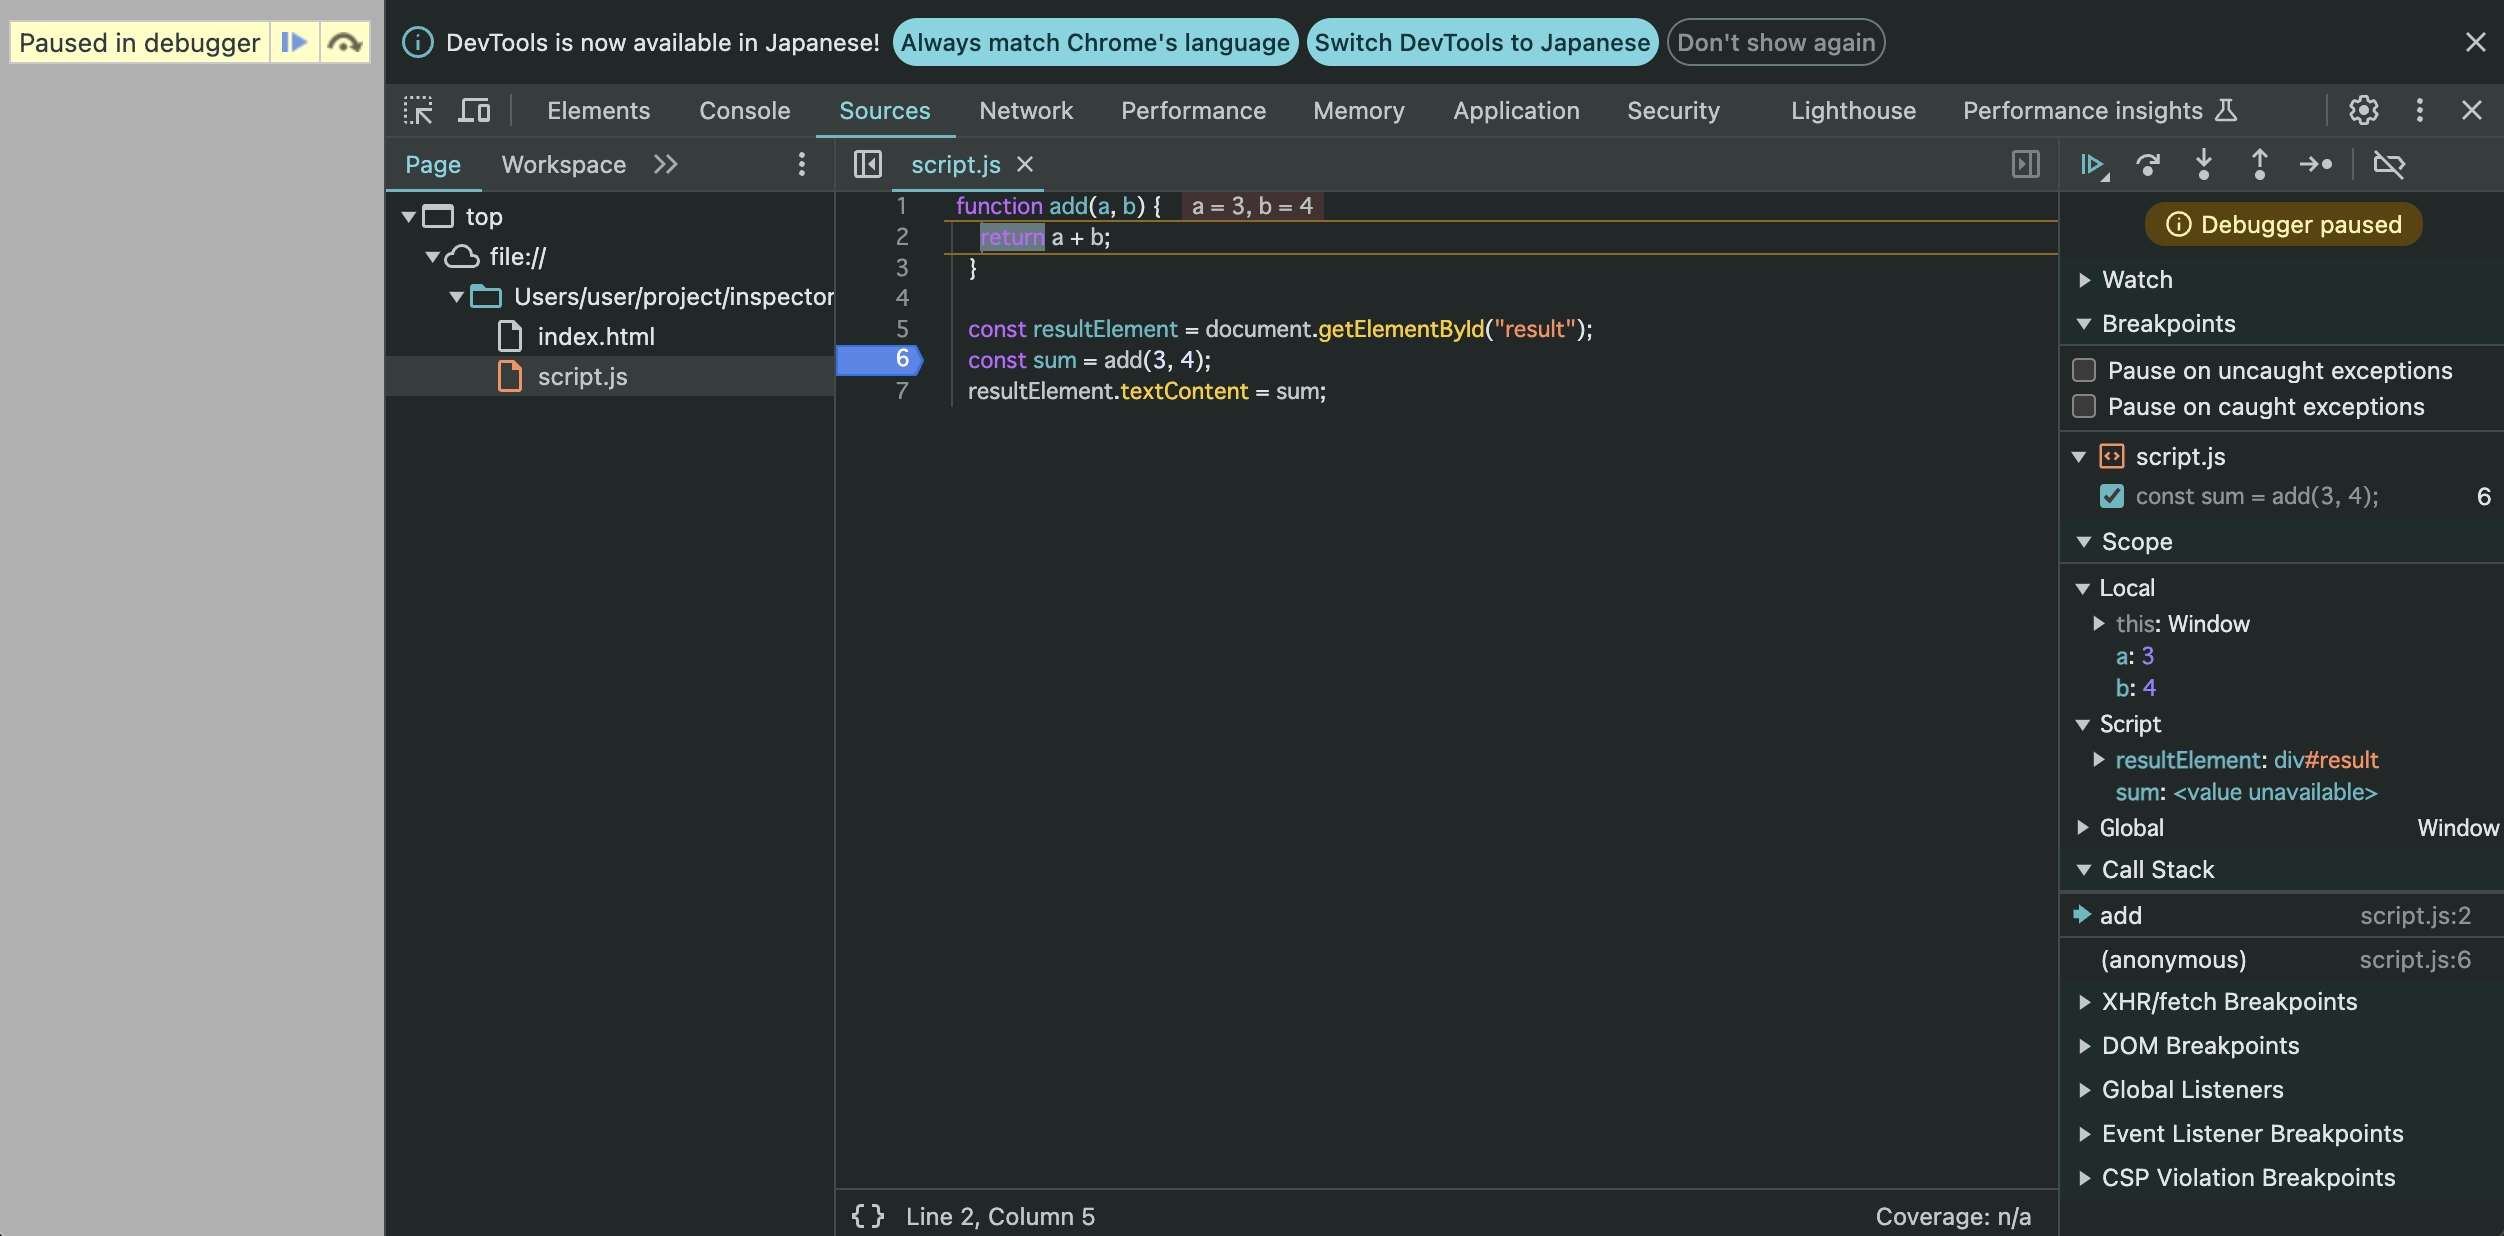 Paused in debugger
DevTools is now available in Japanese! Always match Chrome's language Switch DevTools to Japanese Don't show again
Elements Console Sources Network Performance Memory Application Security Lighthouse Performance insights
Page Workspace
top
file://
Users/user/project/inspector
index.html
script.js
script.js
1 function add(a, b) { a = 3, b = 4
2 return a + b;
3 }
4
5 const resultElement = document.getElementById("result");
6 const sum = add(3, 4);
7 resultElement.textContent = sum;
{} Line 2, Column 5
Coverage: n/a
Debugger paused
Watch
Breakpoints
Pause on uncaught exceptions
Pause on caught exceptions
script.js
const sum = add(3, 4); 6
Scope
Local
this: Window
a: 3
b: 4
Script
resultElement: div#result
sum: <value unavailable>
Global Window
Call Stack
add script.js:2
(anonymous) script.js:6
XHR/fetch Breakpoints
DOM Breakpoints
Global Listeners
Event Listener Breakpoints
CSP Violation Breakpoints